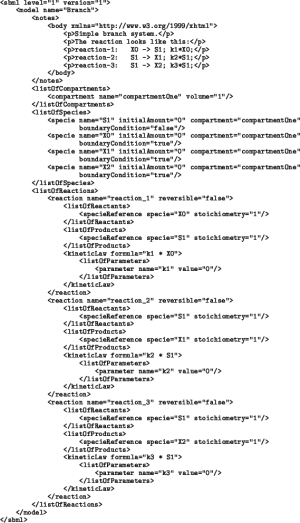 <sbml level="1" version="1">
<model name="Branch">
<notes>
<body xmlns="http://www.w3.org/1999/xhtml">
<p>Simple branch system.</p>
<p>The reaction looks like this:</p>
<p>reaction-1: X0 -> S1; k1*X0;</p>
<p>reaction-2: S1 -> X1; k2*S1;</p>
<p>reaction-3: S1 -> X2; k3*S1;</p>
</body>
</notes>
<listOfCompartments>
<compartment name="compartmentOne" volume="1"/>
</listOfCompartments>
<listOfSpecies>
<specie name="S1" initialAmount="0" compartment="compartmentOne"
boundaryCondition="false"/>
<specie name="X0" initialAmount="0" compartment="compartmentOne"
boundaryCondition="true"/>
<specie name="X1" initialAmount="0" compartment="compartmentOne"
boundaryCondition="true"/>
<specie name="X2" initialAmount="0" compartment="compartmentOne"
boundaryCondition="true"/>
</listOfSpecies>
<listOfReactions>
<reaction name="reaction_1" reversible="false">
<listOfReactants>
<specieReference specie="X0" stoichiometry="1"/>
</listOfReactants>
<listOfProducts>
<specieReference specie="S1" stoichiometry="1"/>
</listOfProducts>
<kineticLaw formula="k1 * X0">
<listOfParameters>
<parameter name="k1" value="0"/>
</listOfParameters>
</kineticLaw>
</reaction>
<reaction name="reaction_2" reversible="false">
<listOfReactants>
<specieReference specie="S1" stoichiometry="1"/>
</listOfReactants>
<listOfProducts>
<specieReference specie="X1" stoichiometry="1"/>
</listOfProducts>
<kineticLaw formula="k2 * S1">
<listOfParameters>
<parameter name="k2" value="0"/>
</listOfParameters>
</kineticLaw>
</reaction>
<reaction name="reaction_3" reversible="false">
<listOfReactants>
<specieReference specie="S1" stoichiometry="1"/>
</listOfReactants>
<listOfProducts>
<specieReference specie="X2" stoichiometry="1"/>
</listOfProducts>
<kineticLaw formula="k3 * S1">
<listOfParameters>
<parameter name="k3" value="0"/>
</listOfParameters>
</kineticLaw>
</reaction>
</listOfReactions>
</model>
</sbml>